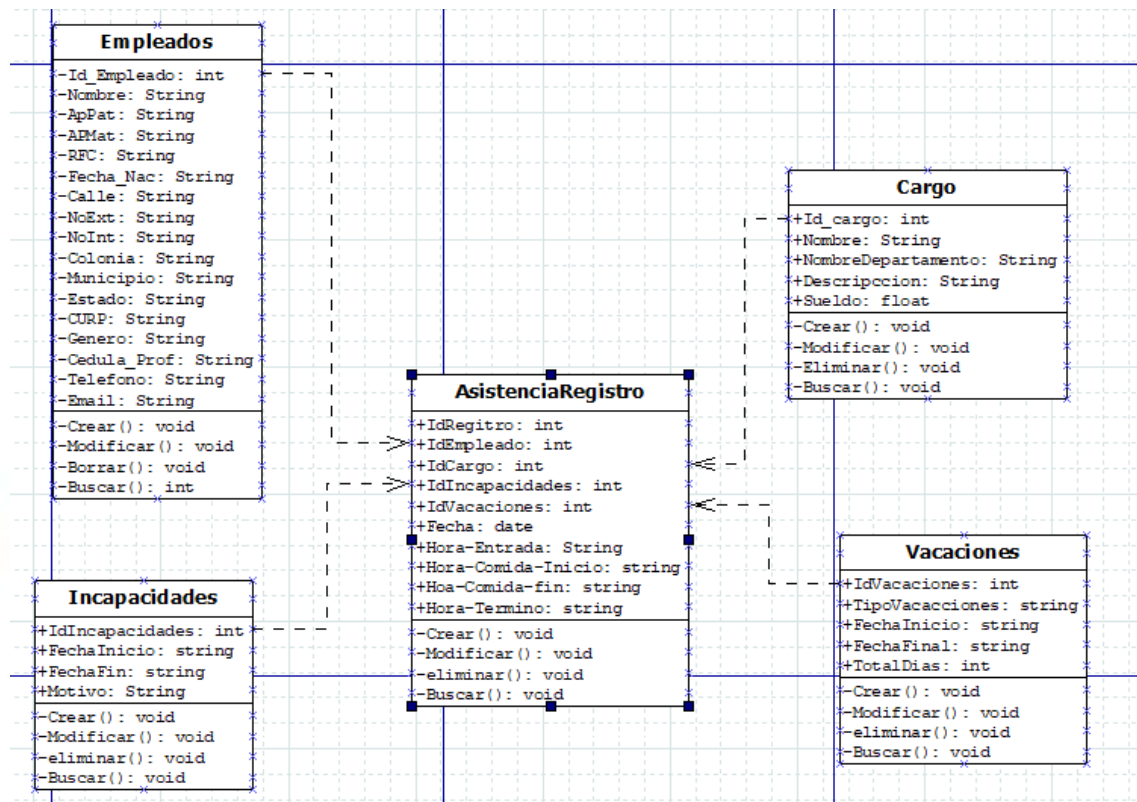 Empleados
-Id_Empleado: int
-Nombre: String
-ApPat: String
-APMat: String
-RFC: String
-Fecha_Nac: String
-Calle: String
-NoExt: String
-NoInt: String
-Colonia: String
-Municipio: String
-Estado: String
-CURP: String
-Genero: String
-Cedula_Prof: String
-Telefono: String
-Email: String
-Crear(): void
-Modificar(): void
-Borrar(): void
-Buscar(): int
Cargo
+Id_cargo: int
+Nombre: String
+NombreDepartamento: String
+Descripccion: String
+Sueldo: float
-Crear(): void
-Modificar(): void
-Eliminar(): void
-Buscar(): void
AsistenciaRegistro
+IdRegitro: int
+IdEmpleado: int
+IdCargo: int
+IdIncapacidades: int
+IdVacaciones: int
+Fecha: date
+Hora-Entrada: String
+Hora-Comida-Inicio: string
+Hoa-Comida-fin: string
+Hora-Termino: string
-Crear(): void
-Modificar(): void
-eliminar(): void
-Buscar(): void
Incapacidades
+IdIncapacidades: int
+FechaInicio: string
+FechaFin: string
+Motivo: String
-Crear(): void
-Modificar(): void
-eliminar(): void
-Buscar(): void
Vacaciones
+IdVacaciones: int
+TipoVacacciones: string
+FechaInicio: string
+FechaFinal: string
+TotalDias: int
-Crear(): void
-Modificar(): void
-eliminar(): void
-Buscar(): void